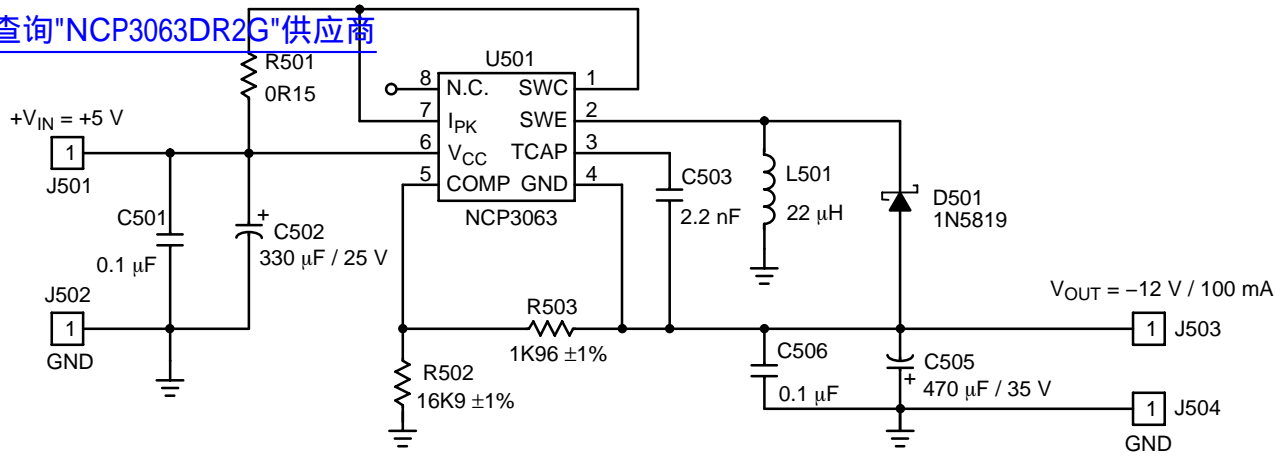 查询"NCP3063DR2G"供应商
U501
R501
0R15
8 N.C. SWC 1
7 IPK SWE 2
6 VCC TCAP 3
5 COMP GND 4
NCP3063
+VIN = +5 V
1
J501
C501
0.1 μF
+
C502
330 μF / 25 V
C503
2.2 nF
L501
22 μH
D501
1N5819
J502
1
GND
R503
1K96 ±1%
R502
16K9 ±1%
C506
0.1 μF
C505
+
470 μF / 35 V
VOUT = −12 V / 100 mA
1 J503
1 J504
GND